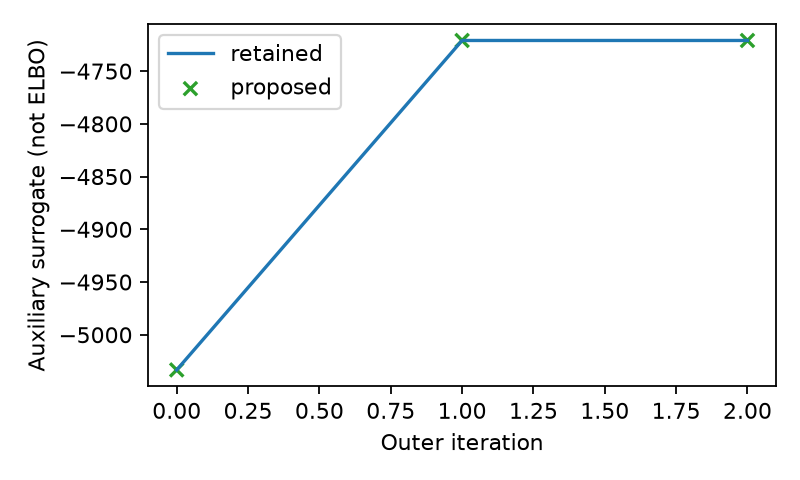 retained
proposed
Auxiliary surrogate (not ELBO)
−4750
−4800
−4850
−4900
−4950
−5000
0.00 0.25 0.50 0.75 1.00 1.25 1.50 1.75 2.00
Outer iteration